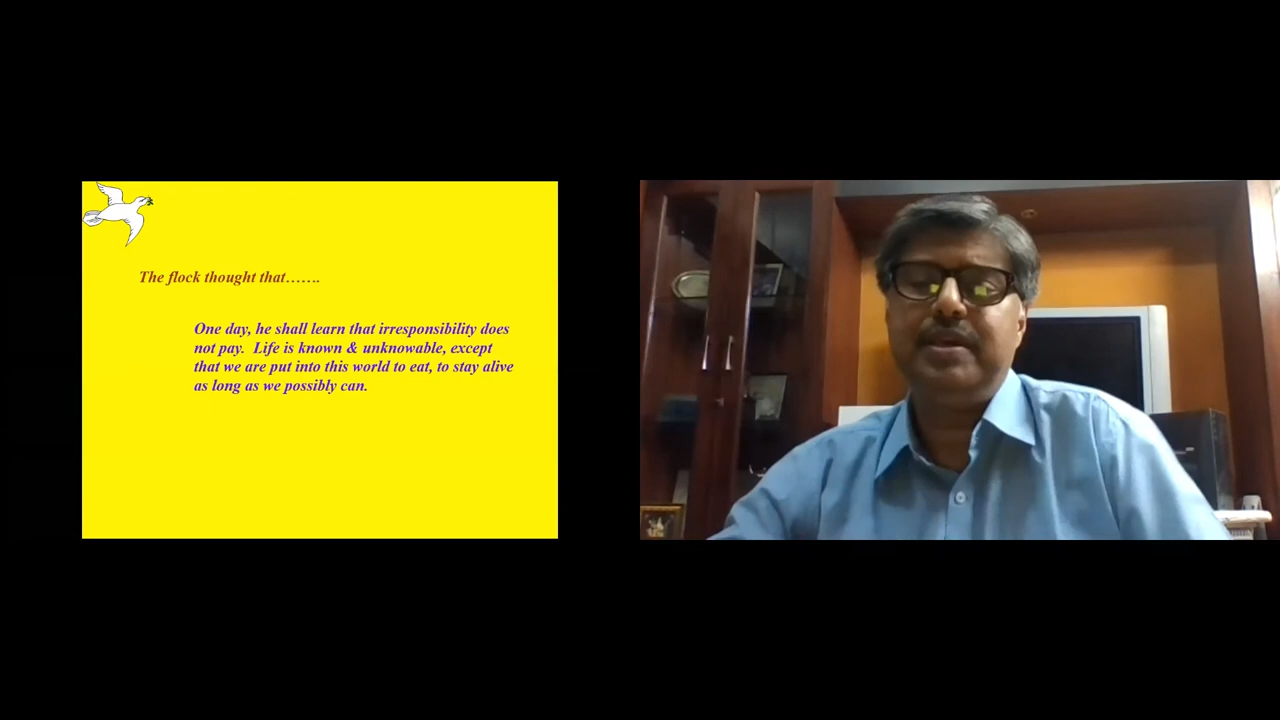 The flock thought that…….
One day, he shall learn that irresponsibility does
not pay.  Life is known & unknowable, except
that we are put into this world to eat, to stay alive
as long as we possibly can.